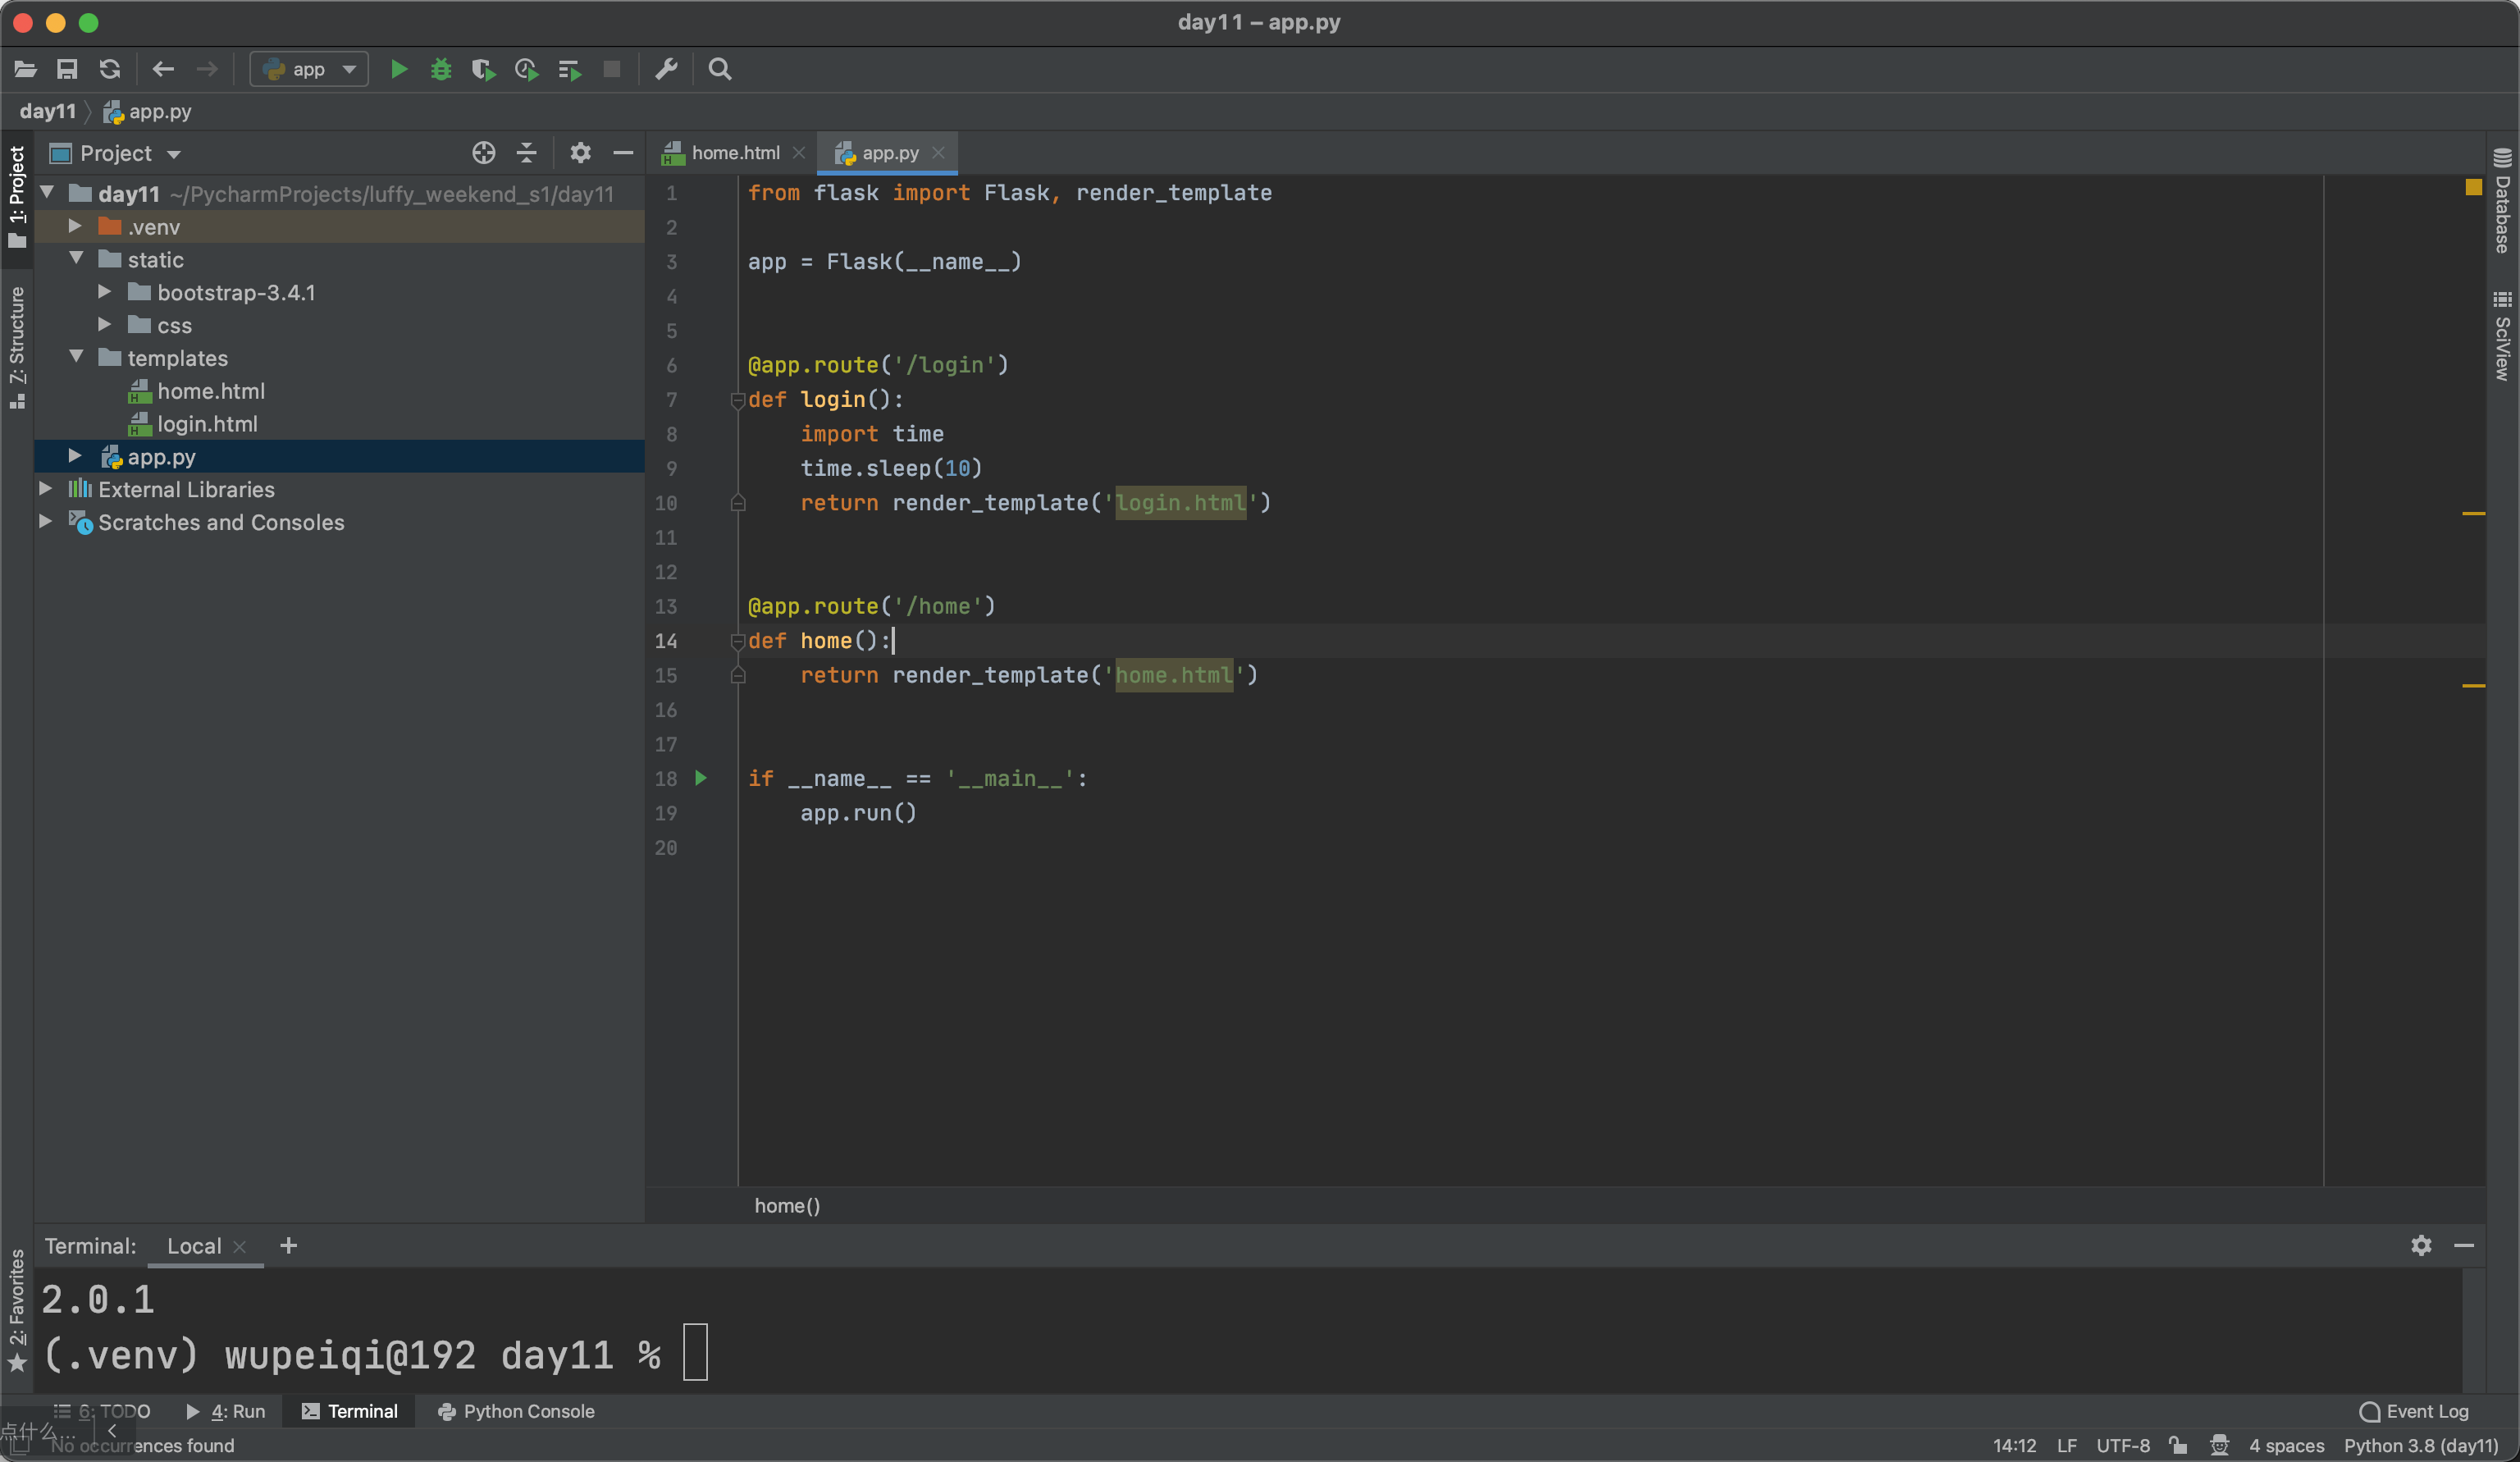 day11 – app.py
app
day11 app.py
1: Project
Project
home.html
app.py
Database
day11 ~/PycharmProjects/luffy_weekend_s1/day11
.venv
static
bootstrap-3.4.1
css
templates
home.html
login.html
app.py
External Libraries
Scratches and Consoles
Z: Structure
SciView
1 from flask import Flask, render_template
2
3 app = Flask(__name__)
4
5
6 @app.route('/login')
7 def login():
8 import time
9 time.sleep(10)
10 return render_template('login.html')
11
12
13 @app.route('/home')
14 def home():
15 return render_template('home.html')
16
17
18 if __name__ == '__main__':
19 app.run()
20
home()
2: Favorites
Terminal: Local
2.0.1
(.venv) wupeiqi@192 day11 %
6: TODO 4: Run Terminal Python Console Event Log
点什么...
No occurrences found 14:12 LF UTF-8 4 spaces Python 3.8 (day11)